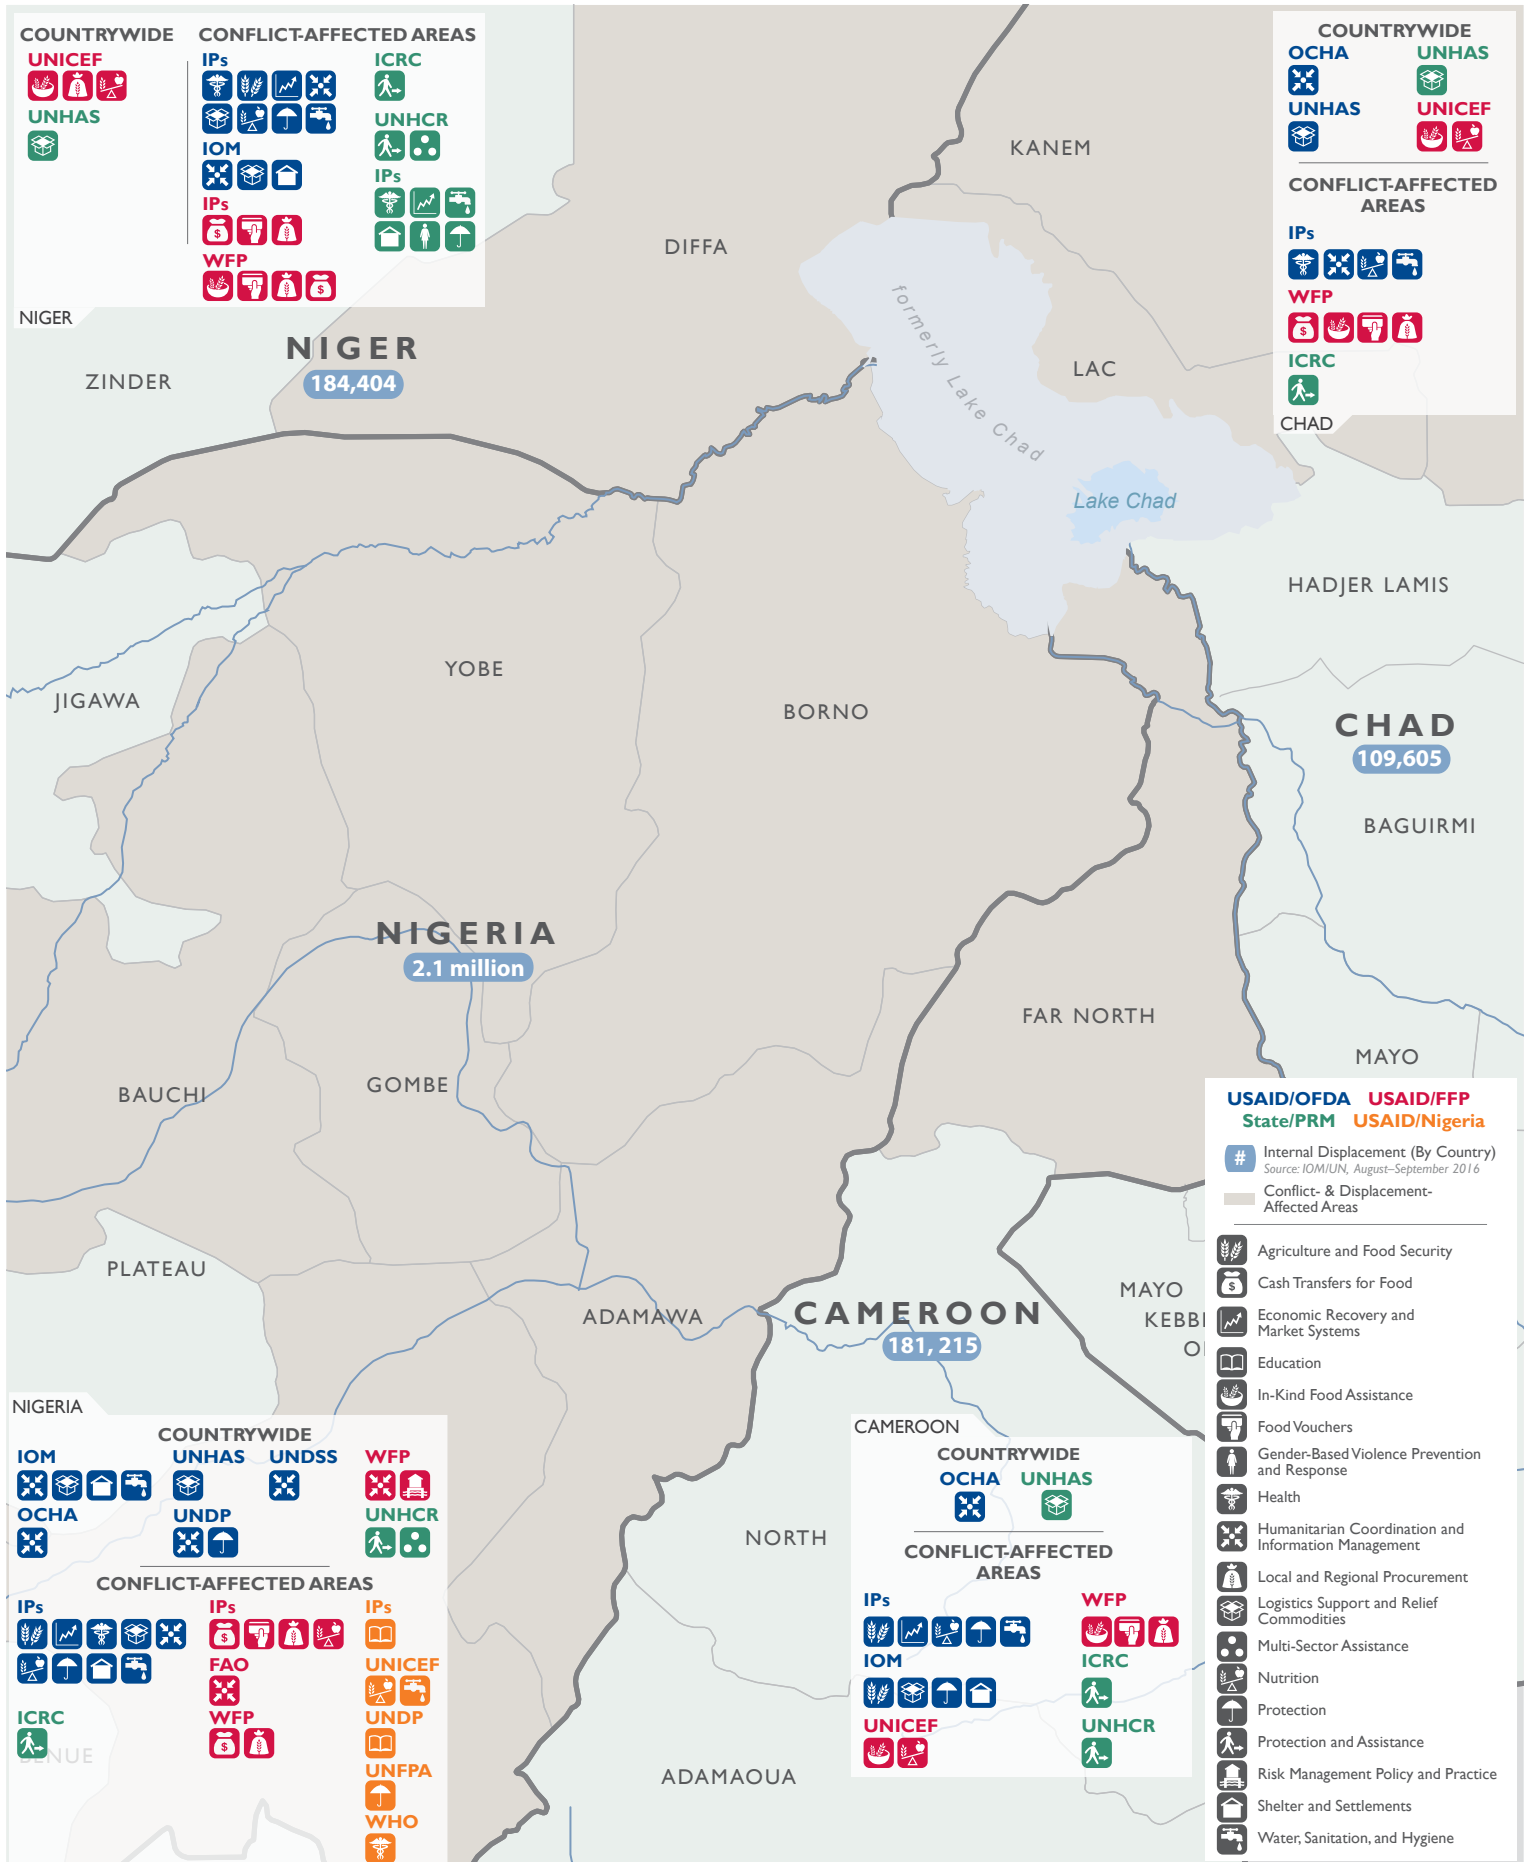 COUNTRYWIDE
UNICEF
UNHAS
CONFLICT-AFFECTED AREAS
IPs
IOM
IPs
WFP
ICRC
UNHCR
IPs
NIGER
COUNTRYWIDE
OCHA
UNHAS
UNHAS
UNICEF
CONFLICT-AFFECTED
AREAS
IPs
WFP
ICRC
CHAD
KANEM
DIFFA
formerly Lake Chad
LAC
NIGER
184,404
ZINDER
Lake Chad
HADJER LAMIS
YOBE
JIGAWA
BORNO
CHAD
109,605
BAGUIRMI
NIGERIA
2.1 million
FAR NORTH
MAYO
BAUCHI
GOMBE
PLATEAU
ADAMAWA
CAMEROON
181, 215
MAYO
KEBBI
NORTH
ADAMAOUA
BENUE
NIGERIA
COUNTRYWIDE
IOM
UNHAS
UNDSS
WFP
OCHA
UNDP
UNHCR
CONFLICT-AFFECTED AREAS
IPs
ICRC
IPs
FAO
WFP
IPs
UNICEF
UNDP
UNFPA
WHO
CAMEROON
COUNTRYWIDE
OCHA
UNHAS
CONFLICT-AFFECTED
AREAS
IPs
IOM
UNICEF
WFP
ICRC
UNHCR
USAID/OFDA USAID/FFP
State/PRM USAID/Nigeria
# Internal Displacement (By Country)
Source: IOM/UN, August–September 2016
Conflict- & Displacement-
Affected Areas
Agriculture and Food Security
Cash Transfers for Food
Economic Recovery and
Market Systems
Education
In-Kind Food Assistance
Food Vouchers
Gender-Based Violence Prevention
and Response
Health
Humanitarian Coordination and
Information Management
Local and Regional Procurement
Logistics Support and Relief
Commodities
Multi-Sector Assistance
Nutrition
Protection
Protection and Assistance
Risk Management Policy and Practice
Shelter and Settlements
Water, Sanitation, and Hygiene